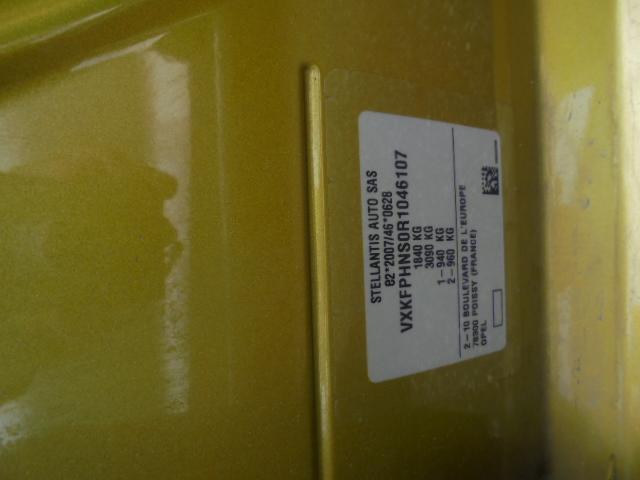 STELLANTIS AUTO SAS
e2*2007/46*0628
VXKFPHNS0R1046107
1840 KG
3090 KG
1-940 KG
2-960 KG
2-10 BOULEVARD DE L'EUROPE
78300 POISSY (FRANCE)
OPEL